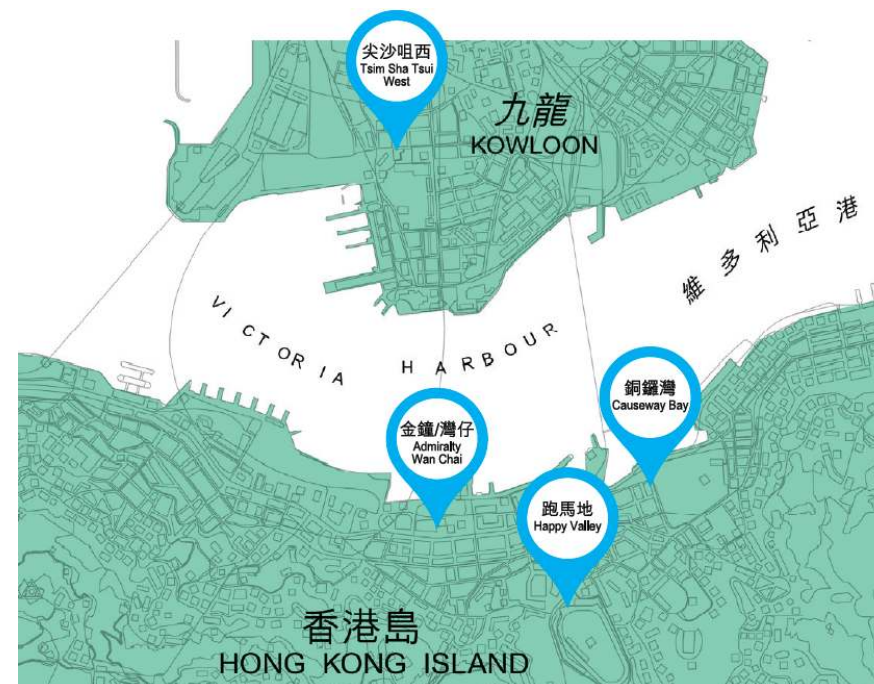 尖沙咀西
Tsim Sha Tsui
West
九龍
KOWLOON
維多利亞港
VICTORIA HARBOUR
銅鑼灣
Causeway Bay
金鐘/灣仔
Admiralty
Wan Chai
跑馬地
Happy Valley
香港島
HONG KONG ISLAND